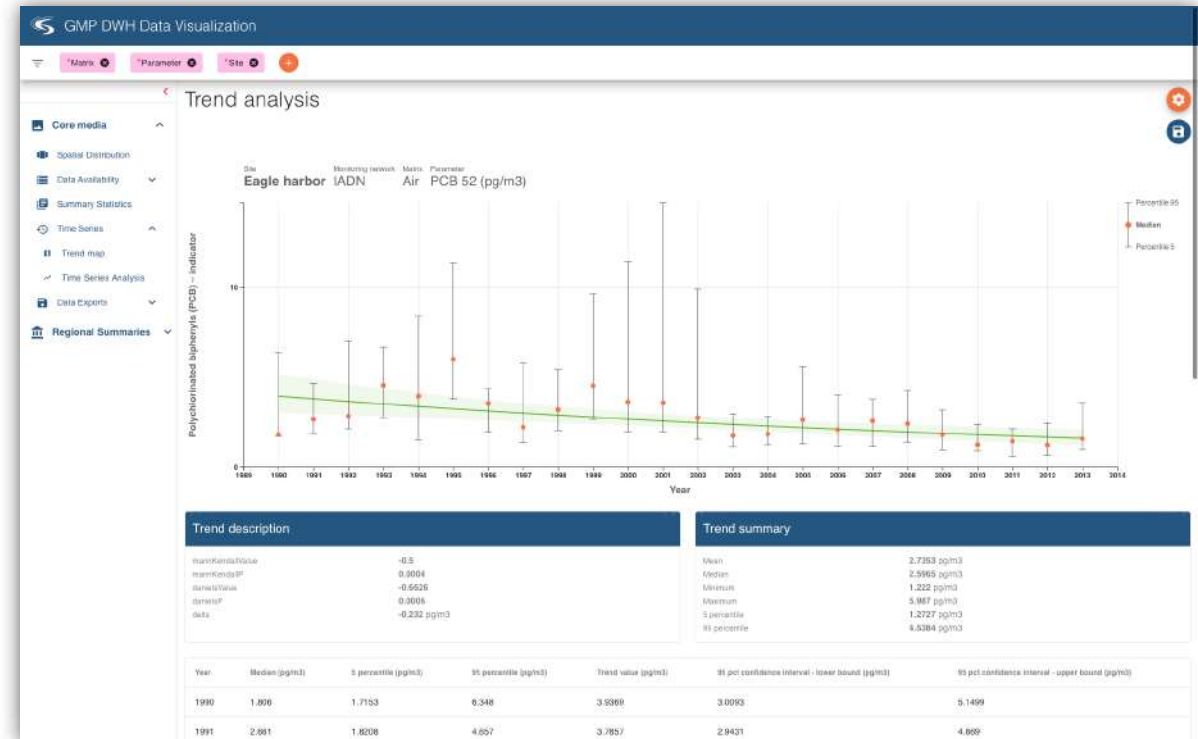 GMP DWH Data Visualization
*Matrix *Parameter *Site
Trend analysis
Core media
Spatial Distribution
Data Availability
Summary Statistics
Time Series
Trend map
Time Series Analysis
Data Exports
Regional Summaries
Site Monitoring network Matrix Parameter
Eagle harbor IADN Air PCB 52 (pg/m3)
Percentile 95
Median
Percentile 5
Polychlorinated biphenyls (PCB) – indicator
10
0
1989 1990 1991 1992 1993 1994 1995 1996 1997 1998 1999 2000 2001 2002 2003 2004 2005 2006 2007 2008 2009 2010 2011 2012 2013 2014
Year
Trend description
mannKendallValue -0.5
mannKendallP 0.0004
danielsValue -0.6626
danielsP 0.0006
delta -0.232 pg/m3
Trend summary
Mean 2.7353 pg/m3
Median 2.5965 pg/m3
Minimum 1.222 pg/m3
Maximum 5.987 pg/m3
5 percentile 1.2727 pg/m3
95 percentile 4.5384 pg/m3
Year Median (pg/m3) 5 percentile (pg/m3) 95 percentile (pg/m3) Trend value (pg/m3) 95 pct confidence interval - lower bound (pg/m3) 95 pct confidence interval - upper bound (pg/m3)
1990 1.806 1.7153 6.348 3.9369 3.0093 5.1499
1991 2.661 1.8208 4.657 3.7857 2.9431 4.869